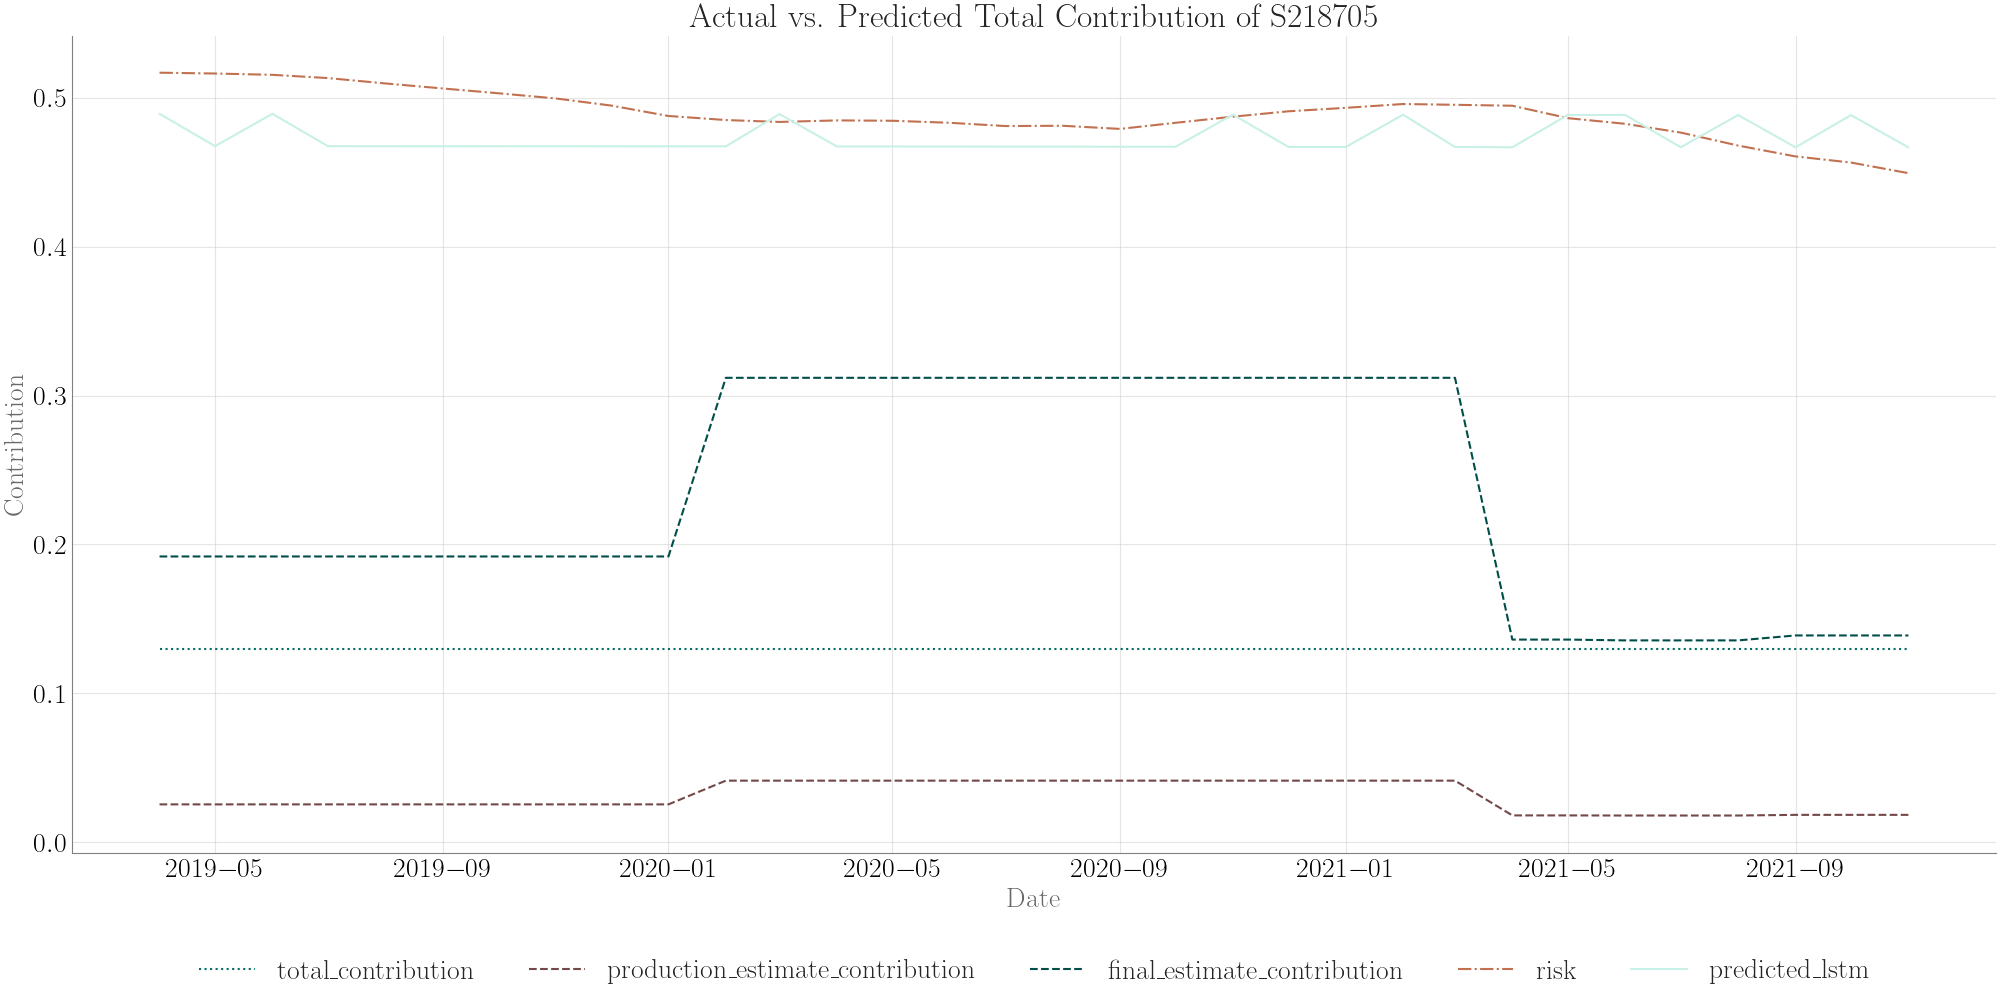 Actual vs. Predicted Total Contribution of S218705
Contribution
0.5
0.4
0.3
0.2
0.1
0.0
2019−05 2019−09 2020−01 2020−05 2020−09 2021−01 2021−05 2021−09
Date
total_contribution production_estimate_contribution final_estimate_contribution risk predicted_lstm